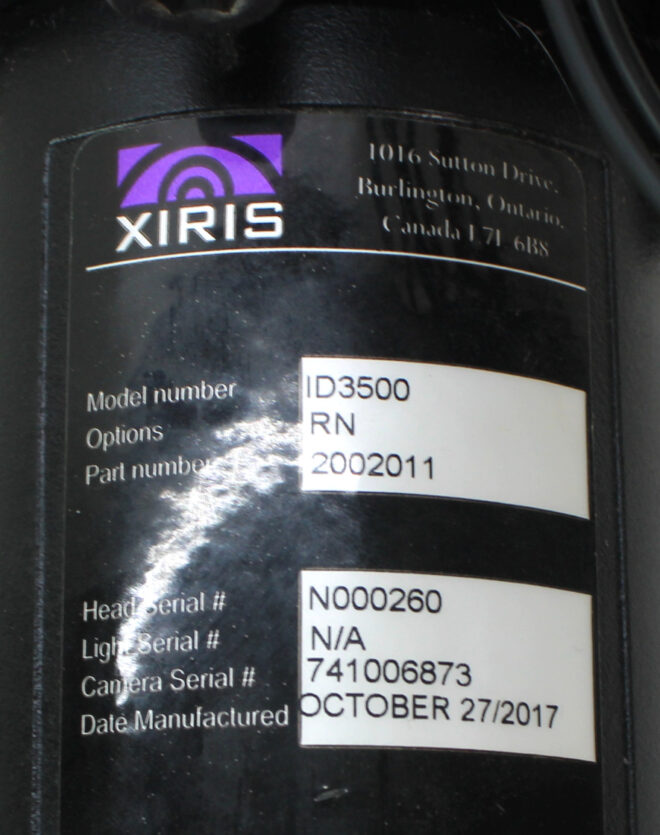 XIRIS
1016 Sutton Drive,
Burlington, Ontario,
Canada L7L 6B8
Model number ID3500
Options RN
Part number 2002011
Head Serial # N000260
Light Serial # N/A
Camera Serial # 741006873
Date Manufactured OCTOBER 27/2017